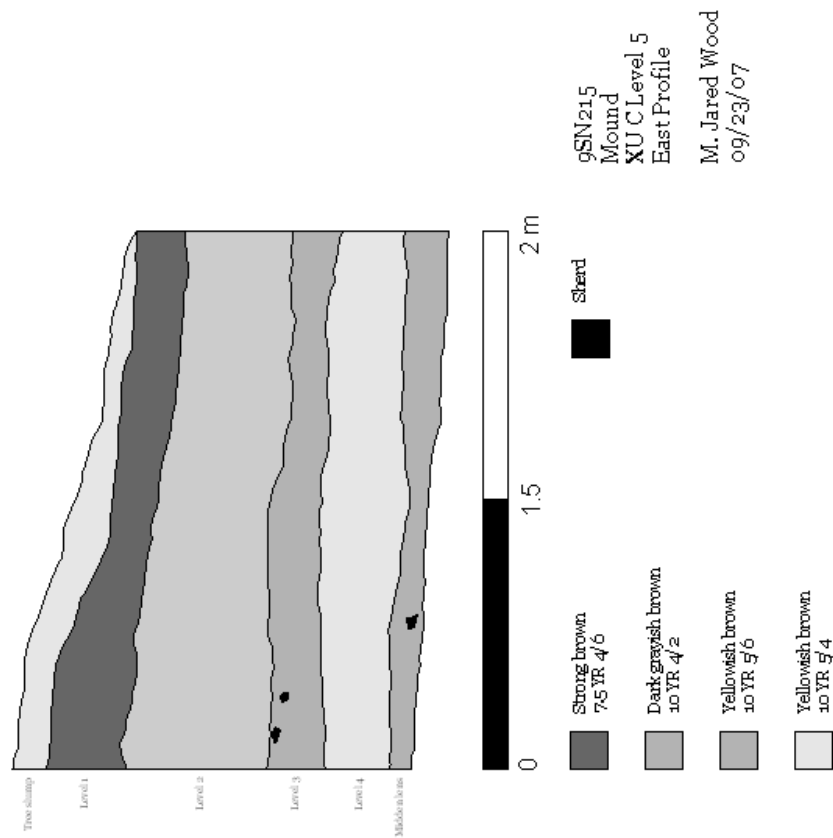 Tree
Level 1
Level 2
Level 3
Level 4
Midden lens
0
1.5
2 m
Strong brown
7.5 YR 4/6
Dark grayish brown
10 YR 4/2
Yellowish brown
10 YR 5/6
Yellowish brown
10 YR 5/4
Sherd
9SN215
Mound
XU C Level 5
East Profile
M. Jared Wood
09/23/07